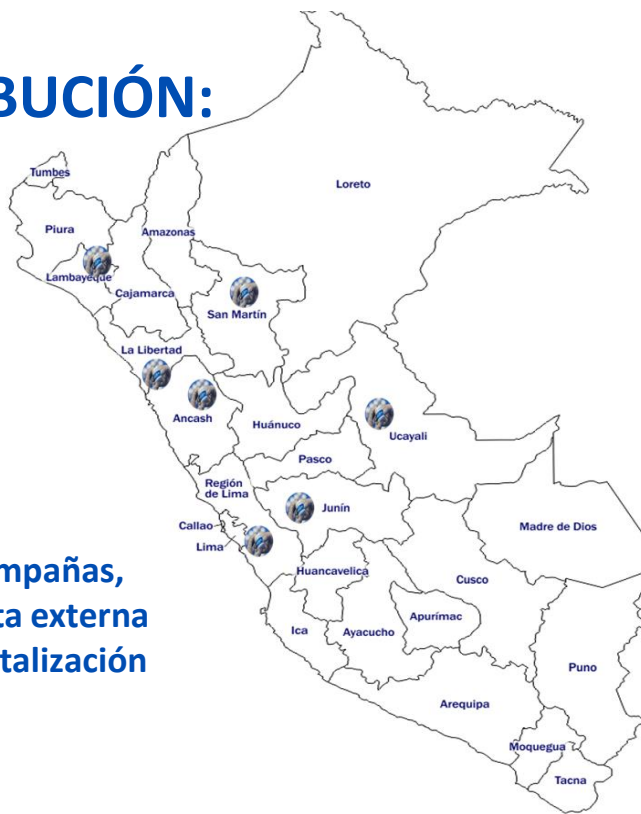 BUCIÓN:
Tumbes
Loreto
Piura
Amazonas
Lambayeque
Cajamarca
San Martín
La Libertad
Ancash
Huánuco
Ucayali
Pasco
Región
de Lima
Junín
Callao
Madre de Dios
Lima
mpañas,
Huancavelica
Cusco
ta externa
Apurímac
Ica
Ayacucho
talización
Puno
Arequipa
Moquegua
Tacna